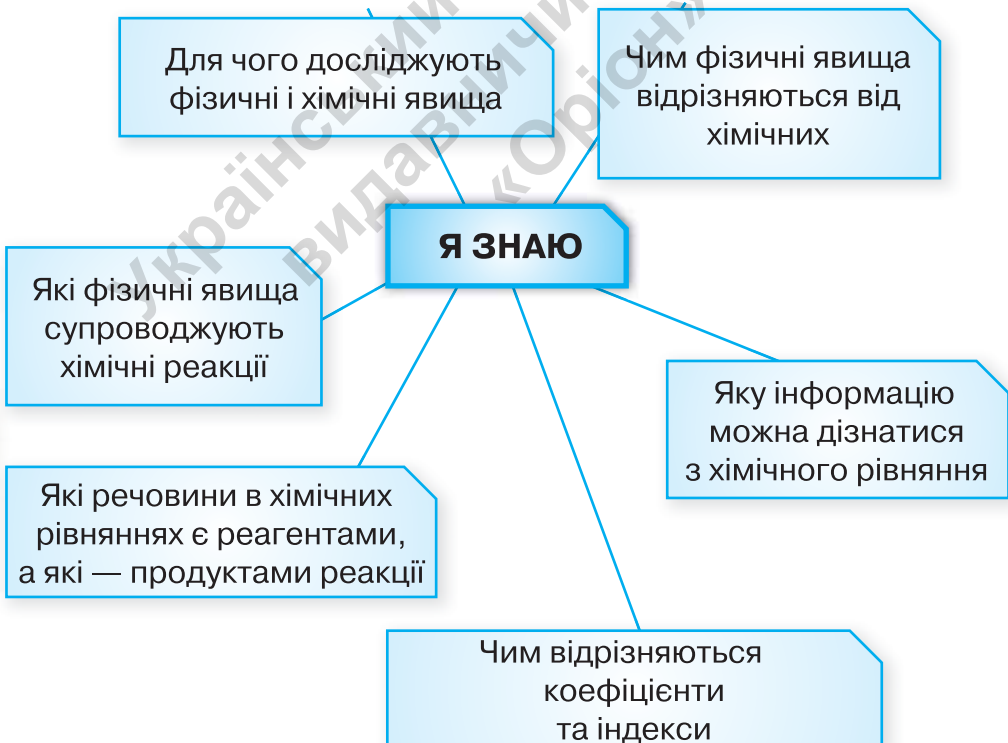 Для чого досліджують
фізичні і хімічні явища
Чим фізичні явища
відрізняються від
хімічних
Я ЗНАЮ
Які фізичні явища
супроводжують
хімічні реакції
Яку інформацію
можна дізнатися
з хімічного рівняння
Які речовини в хімічних
рівняннях є реагентами,
а які — продуктами реакції
Чим відрізняються
коефіцієнти
та індекси
Український
«Оріон»